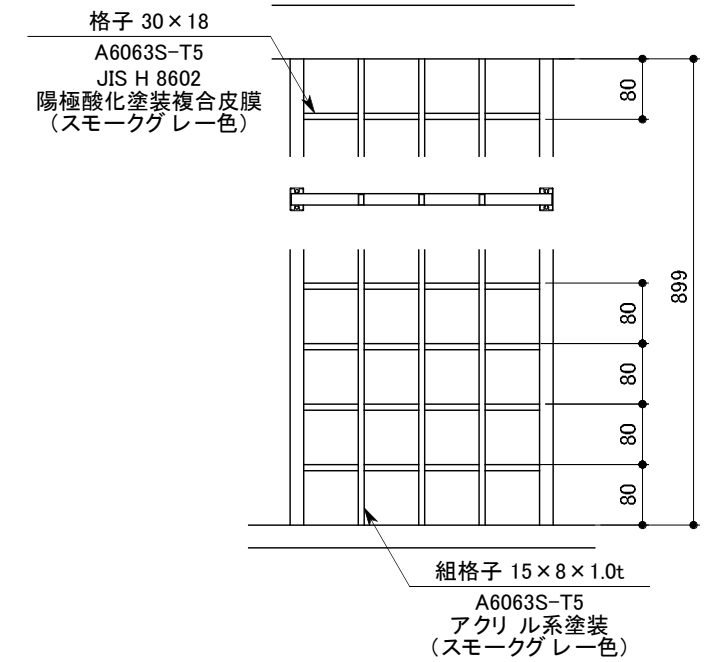 格子 30×18
A6063S-T5
JIS H 8602
陽極酸化塗装複合皮膜
（スモークグレー色）
80
899
80
80
80
80
組格子 15×8×1.0t
A6063S-T5
アクリル系塗装
（スモークグレー色）